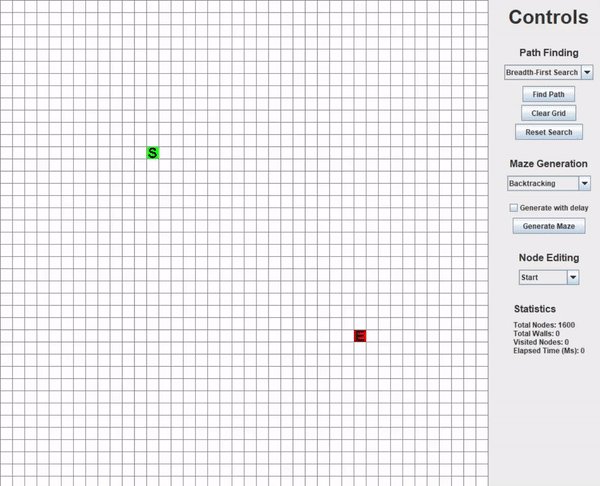 Controls
Path Finding
Breadth-First Search
Find Path
Clear Grid
Reset Search
S
Maze Generation
Backtracking
Generate with delay
Generate Maze
Node Editing
Start
Statistics
Total Nodes: 1600
Total Walls: 0
Visited Nodes: 0
Elapsed Time (Ms): 0
E